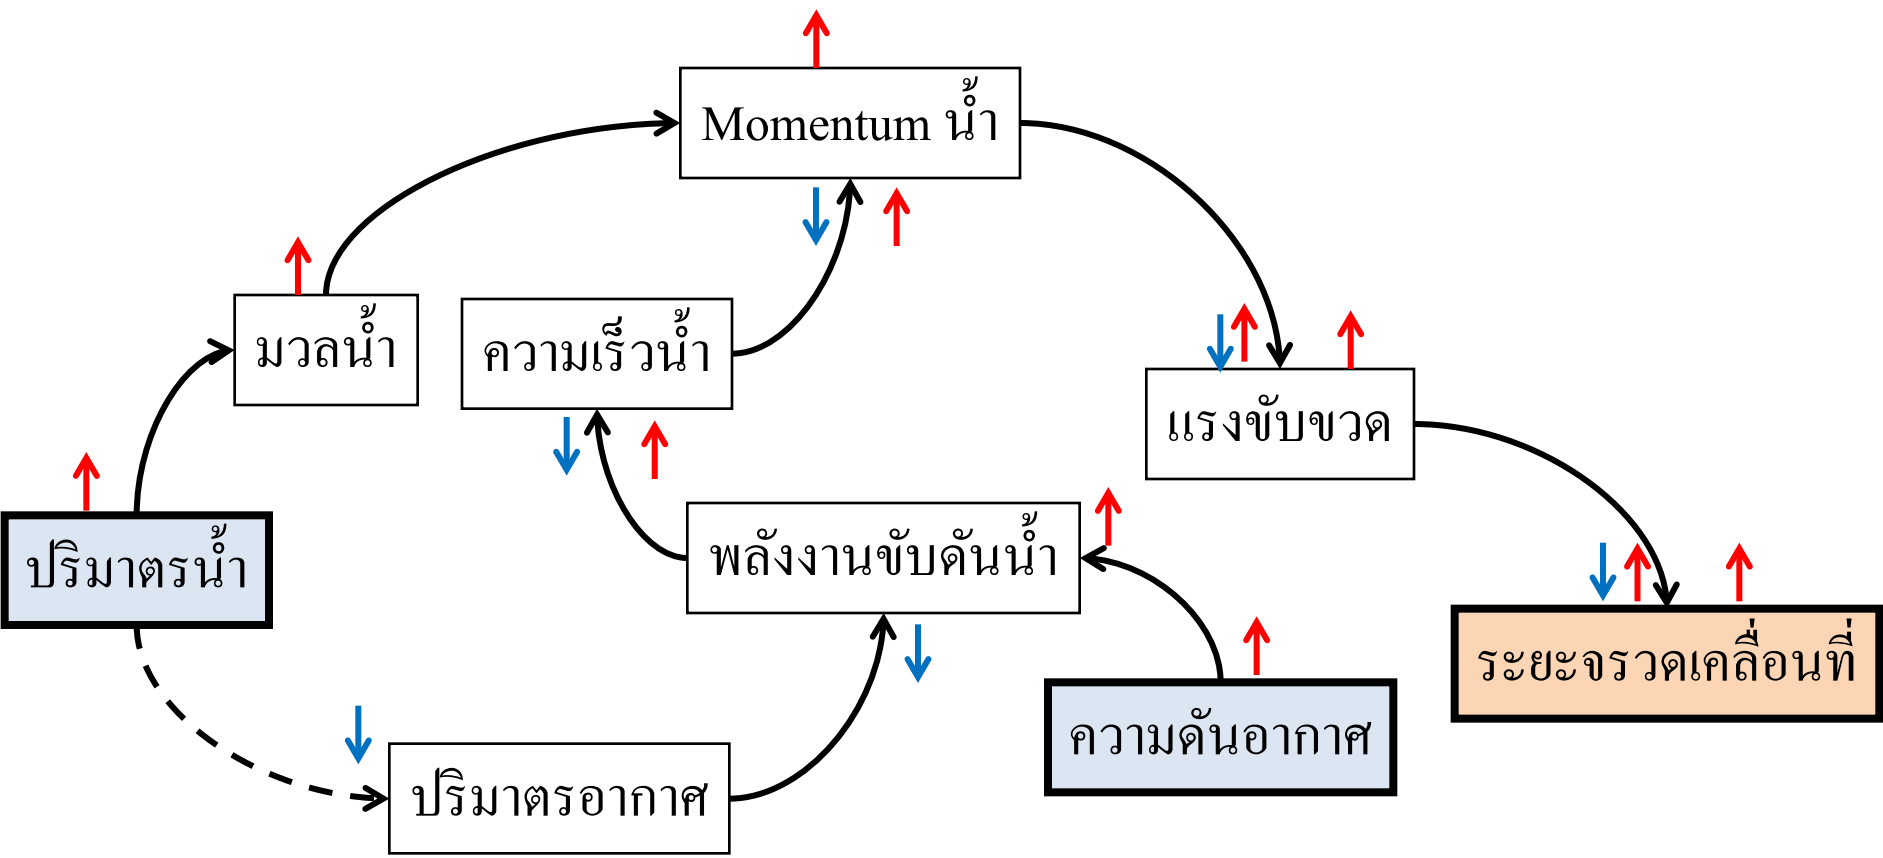 Momentum น้ำ
มวลน้ำ
ความเร็วน้ำ
แรงขับขวด
ปริมาตรน้ำ
พลังงานขับดันน้ำ
ระยะจรวดเคลื่อนที่
ความดันอากาศ
ปริมาตรอากาศ